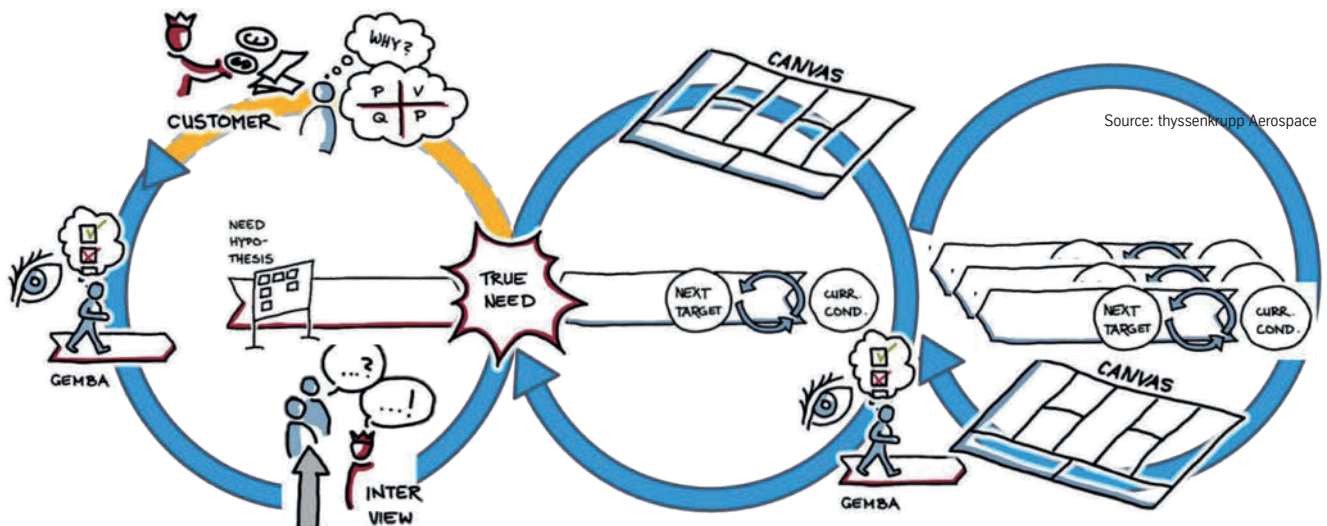 WHY?
P V
Q P
CUSTOMER
CANVAS
Source: thyssenkrupp Aerospace
NEED
HYPO-
THESIS
TRUE
NEED
NEXT
TARGET
CURR.
COND.
NEXT
TARGET
CURR.
COND.
GEMBA
...?
...!
INTER
VIEW
CANVAS
GEMBA